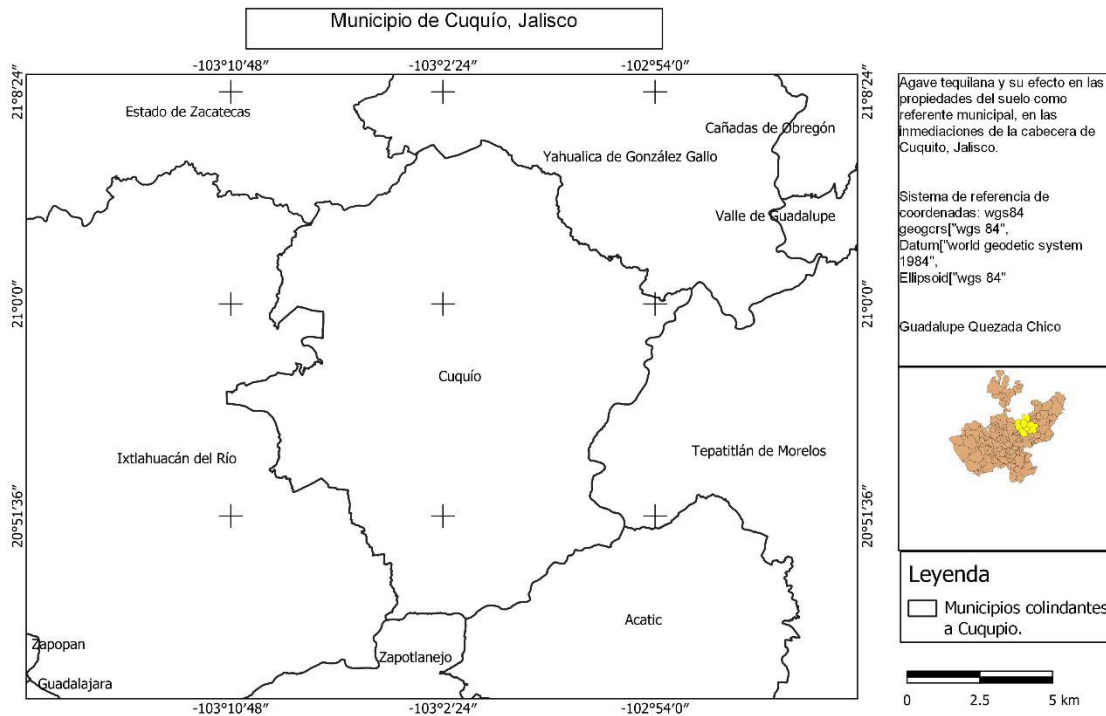 Municipio de Cuquío, Jalisco
-103°10'48" -103°2'24" -102°54'0"
21°8'24" 21°8'24"
Estado de Zacatecas
Cañadas de Obregón
Yahualica de González Gallo
Valle de Guadalupe
21°0'0" 21°0'0"
Cuquío
Ixtlahuacán del Río
Tepatitlán de Morelos
20°51'36" 20°51'36"
Acatic
Zapopan
Zapotlanejo
Guadalajara
-103°10'48" -103°2'24" -102°54'0"
Agave tequilana y su efecto en las
propiedades del suelo como
referente municipal, en las
inmediaciones de la cabecera de
Cuquito, Jalisco.
Sistema de referencia de
coordenadas: wgs84
geogcrs["wgs 84",
Datum["world geodetic system
1984",
Ellipsoid["wgs 84"
Guadalupe Quezada Chico
Leyenda
Municipios colindantes
a Cuqupio.
0 2.5 5 km